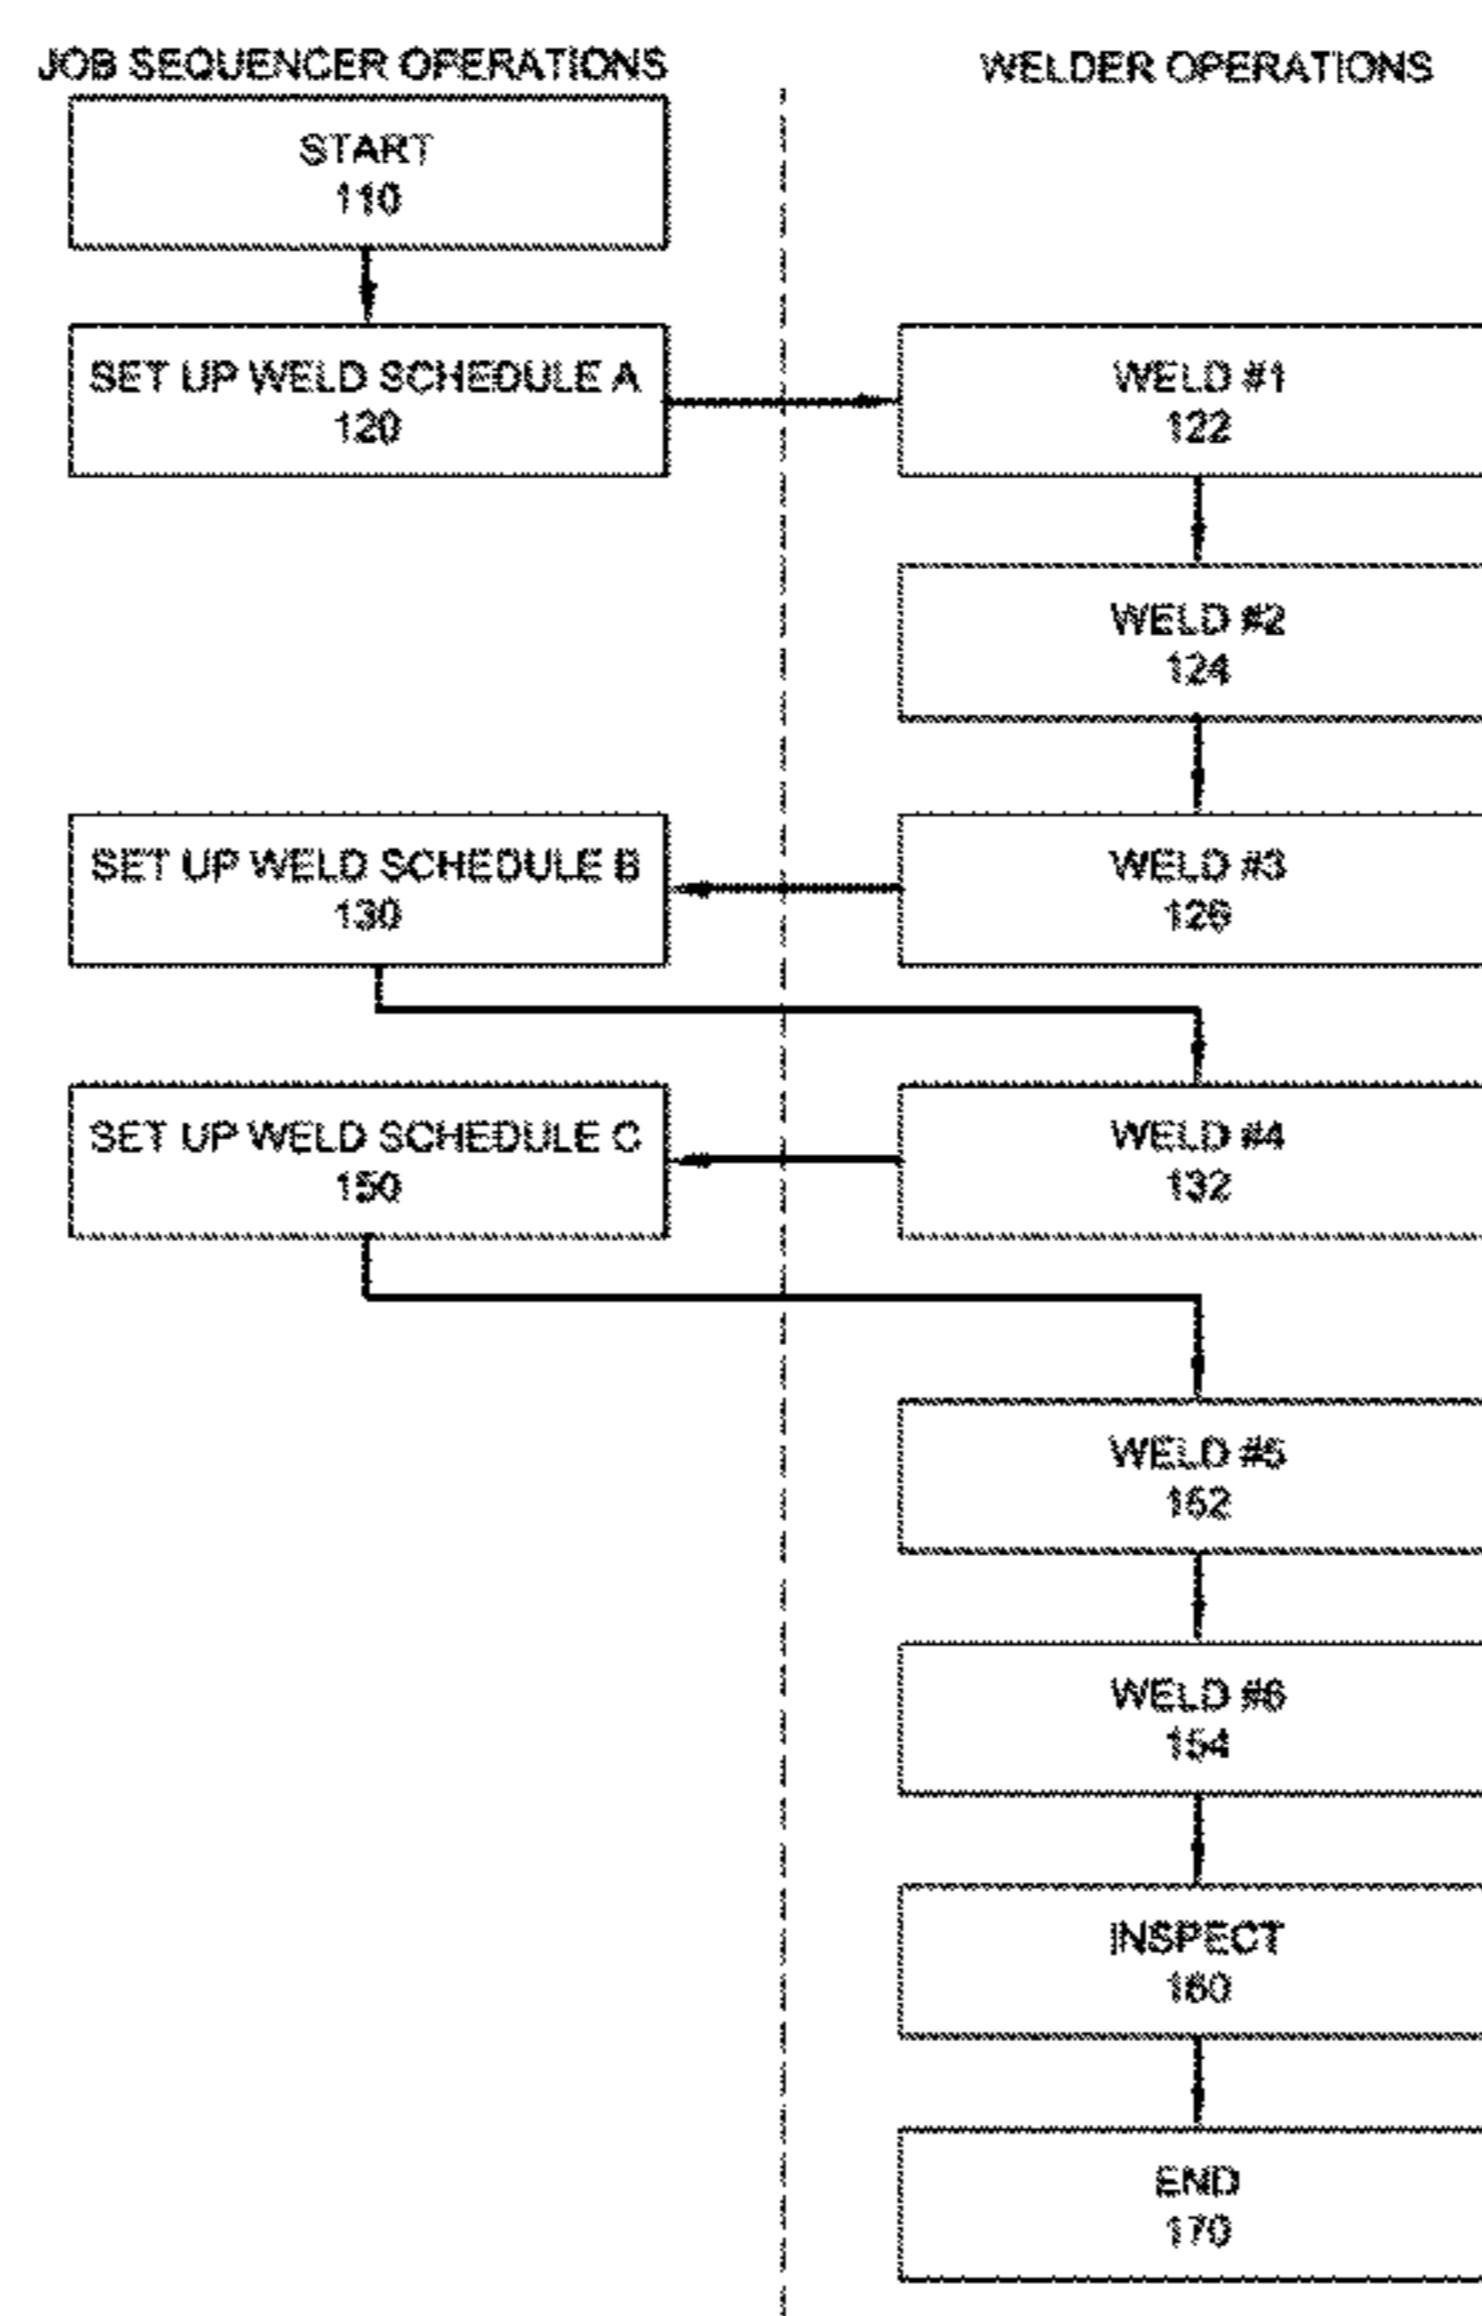 JOB SEQUENCER OPERATIONS
WELDER OPERATIONS
START
110
SET UP WELD SCHEDULE A
120
WELD #1
122
WELD #2
124
SET UP WELD SCHEDULE B
130
WELD #3
126
SET UP WELD SCHEDULE C
150
WELD #4
132
WELD #5
152
WELD #6
154
INSPECT
160
END
170